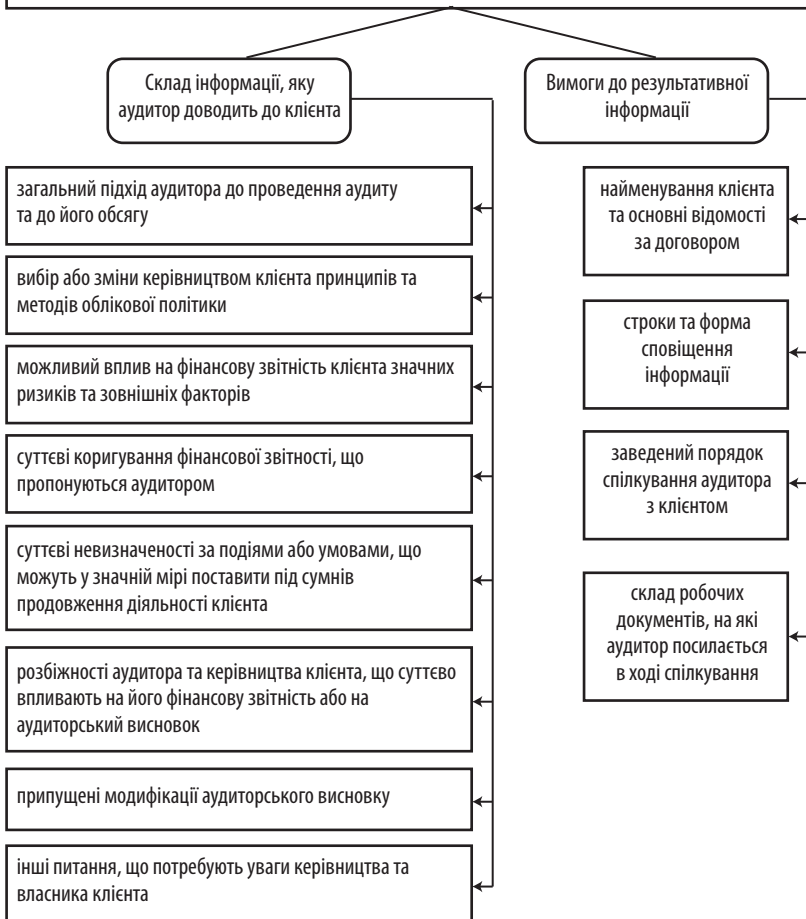 Склад інформації, яку
аудитор доводить до клієнта
загальний підхід аудитора до проведення аудиту
та до його обсягу
вибір або зміни керівництвом клієнта принципів та
методів облікової політики
можливий вплив на фінансову звітність клієнта значних
ризиків та зовнішніх факторів
суттєві коригування фінансової звітності, що
пропонуються аудитором
суттєві невизначеності за подіями або умовами, що
можуть у значній мірі поставити під сумнів
продовження діяльності клієнта
розбіжності аудитора та керівництва клієнта, що суттєво
впливають на його фінансову звітність або на
аудиторський висновок
припущені модифікації аудиторського висновку
інші питання, що потребують уваги керівництва та
власника клієнта
Вимоги до результативної
інформації
найменування клієнта
та основні відомості
за договором
строки та форма
сповіщення
інформації
заведений порядок
спілкування аудитора
з клієнтом
склад робочих
документів, на які
аудитор посилається
в ході спілкування